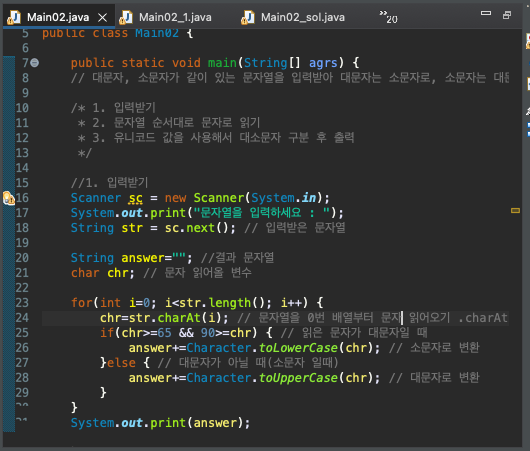 Main02.java
Main02_1.java
Main02_sol.java
20
5 public class Main02 {
6
7 public static void main(String[] agrs) {
8 // 대문자, 소문자가 같이 있는 문자열을 입력받아 대문자는 소문자로, 소문자는 대문
9
10 /* 1. 입력받기
11 * 2. 문자열 순서대로 문자로 읽기
12 * 3. 유니코드 값을 사용해서 대소문자 구분 후 출력
13 */
14
15 //1. 입력받기
16 Scanner sc = new Scanner(System.in);
17 System.out.print("문자열을 입력하세요 : ");
18 String str = sc.next(); // 입력받은 문자열
19
20 String answer=""; //결과 문자열
21 char chr; // 문자 읽어올 변수
22
23 for(int i=0; i<str.length(); i++) {
24 chr=str.charAt(i); // 문자열을 0번 배열부터 문자 읽어오기 .charAt
25 if(chr>=65 && 90>=chr) { // 읽은 문자가 대문자일 때
26 answer+=Character.toLowerCase(chr); // 소문자로 변환
27 }else { // 대문자가 아닐 때(소문자 일때)
28 answer+=Character.toUpperCase(chr); // 대문자로 변환
29 }
30 }
31 System.out.print(answer);